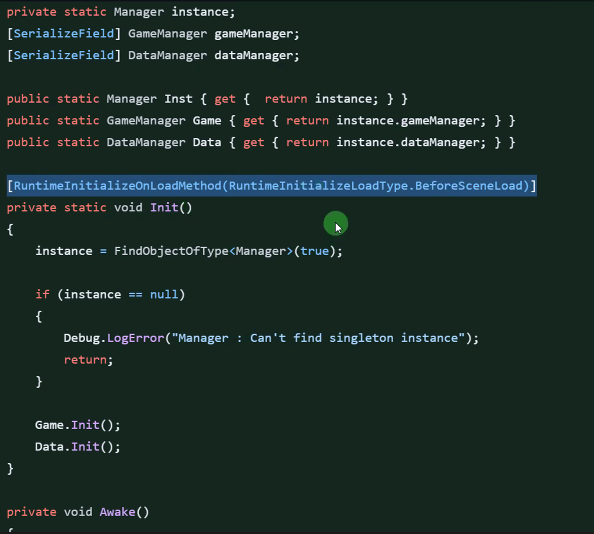 private static Manager instance;
[SerializeField] GameManager gameManager;
[SerializeField] DataManager dataManager;
public static Manager Inst { get {  return instance; } }
public static GameManager Game { get { return instance.gameManager; } }
public static DataManager Data { get { return instance.dataManager; } }
[RuntimeInitializeOnLoadMethod(RuntimeInitializeLoadType.BeforeSceneLoad)]
private static void Init()
{
    instance = FindObjectOfType<Manager>(true);
    if (instance == null)
    {
        Debug.LogError("Manager : Can't find singleton instance");
        return;
    }
    Game.Init();
    Data.Init();
}
private void Awake()
{